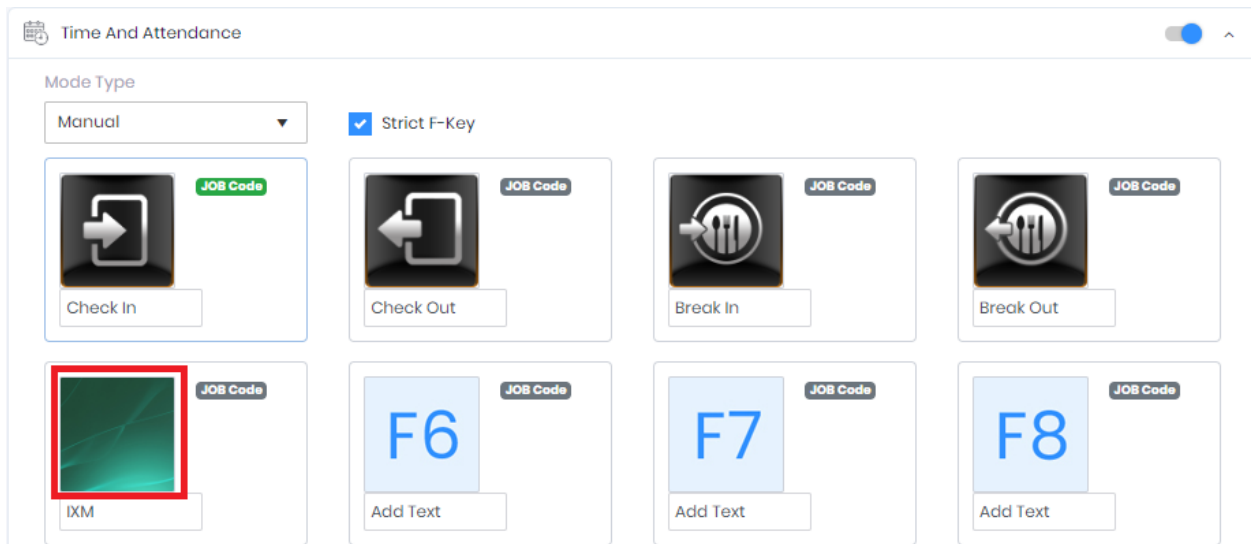 Time And Attendance
Mode Type
Manual
Strict F-Key
JOB Code
JOB Code
JOB Code
JOB Code
Check In
Check Out
Break In
Break Out
JOB Code
JOB Code
JOB Code
JOB Code
F6
F7
F8
IXM
Add Text
Add Text
Add Text